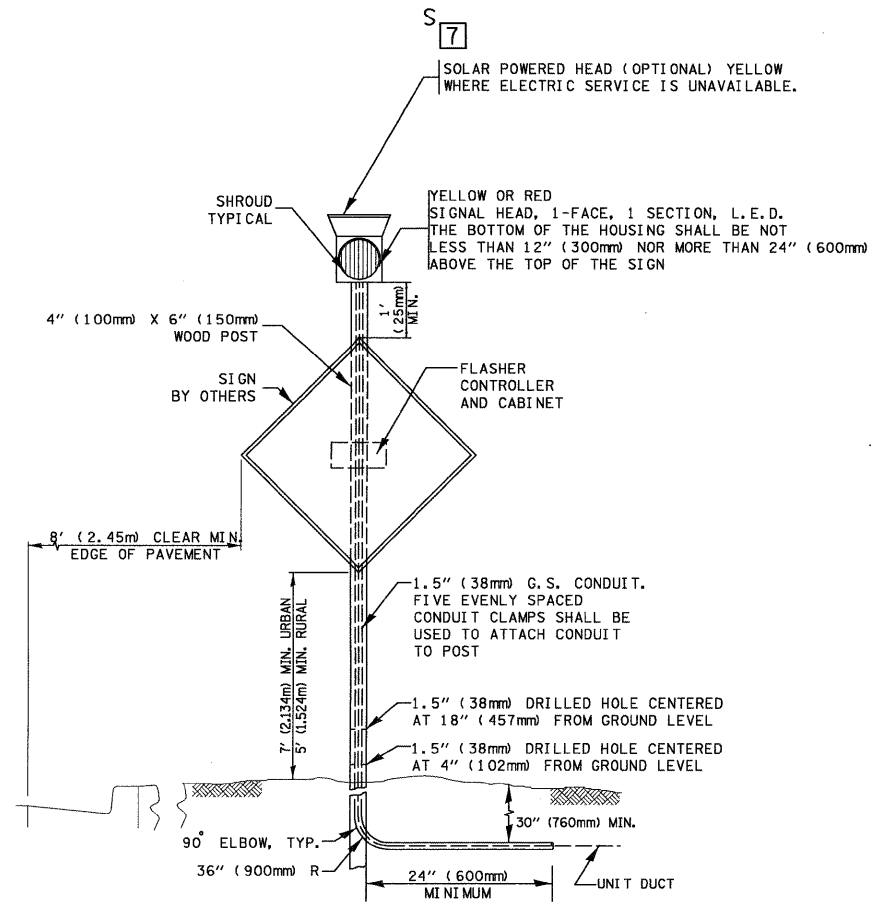 S
7
SOLAR POWERED HEAD (OPTIONAL) YELLOW
WHERE ELECTRIC SERVICE IS UNAVAILABLE.
SHROUD
TYPICAL
YELLOW OR RED
SIGNAL HEAD, 1-FACE, 1 SECTION, L.E.D.
THE BOTTOM OF THE HOUSING SHALL BE NOT
LESS THAN 12" (300mm) NOR MORE THAN 24" (600mm)
ABOVE THE TOP OF THE SIGN
1'
(25mm)
MIN.
4" (100mm) X 6" (150mm)
WOOD POST
SIGN
BY OTHERS
FLASHER
CONTROLLER
AND CABINET
8' (2.45m) CLEAR MIN.
EDGE OF PAVEMENT
7' (2.134m) MIN. URBAN
5' (1.524m) MIN. RURAL
1.5" (38mm) G.S. CONDUIT.
FIVE EVENLY SPACED
CONDUIT CLAMPS SHALL BE
USED TO ATTACH CONDUIT
TO POST
1.5" (38mm) DRILLED HOLE CENTERED
AT 18" (457mm) FROM GROUND LEVEL
1.5" (38mm) DRILLED HOLE CENTERED
AT 4" (102mm) FROM GROUND LEVEL
30" (760mm) MIN.
90° ELBOW, TYP.
36" (900mm) R
24" (600mm)
MINIMUM
UNIT DUCT